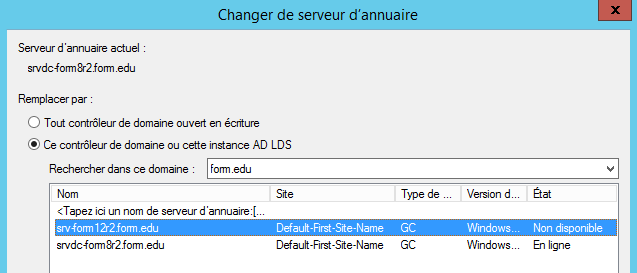 Changer de serveur d'annuaire
x
Serveur d'annuaire actuel :
srvdc-form8r2.form.edu
Remplacer par :
Tout contrôleur de domaine ouvert en écriture
Ce contrôleur de domaine ou cette instance AD LDS
Rechercher dans ce domaine : form.edu
Nom Site Type de ... Version d... État
<Tapez ici un nom de serveur d'annuaire:[...
srv-form12r2.form.edu Default-First-Site-Name GC Windows... Non disponible
srvdc-form8r2.form.edu Default-First-Site-Name GC Windows... En ligne